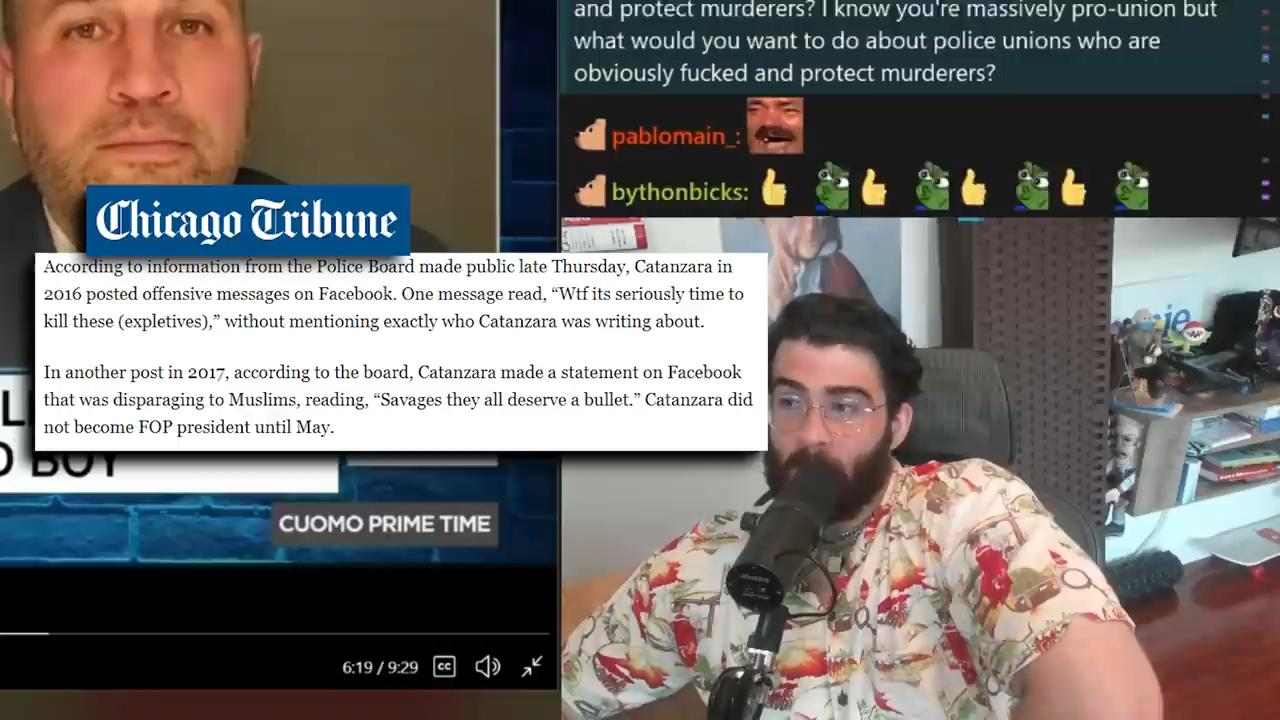 and protect murderers? I know you're massively pro-union but
what would you want to do about police unions who are
obviously fucked and protect murderers?
pablomain_:
bythonbicks:
Chicago Tribune
According to information from the Police Board made public late Thursday, Catanzara in
2016 posted offensive messages on Facebook. One message read, “Wtf its seriously time to
kill these (expletives),” without mentioning exactly who Catanzara was writing about.
In another post in 2017, according to the board, Catanzara made a statement on Facebook
that was disparaging to Muslims, reading, “Savages they all deserve a bullet.” Catanzara did
not become FOP president until May.
BOY
CUOMO PRIME TIME
6:19 / 9:29
CC